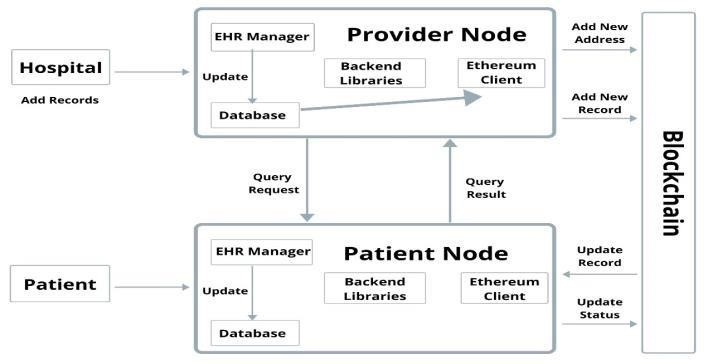 EHR Manager
Provider Node
Add New
Address
Hospital
Update
Backend
Libraries
Ethereum
Client
Add Records
Database
Add New
Record
Blockchain
Query
Request
Query
Result
EHR Manager
Patient Node
Update
Record
Patient
Update
Backend
Libraries
Ethereum
Client
Update
Status
Database